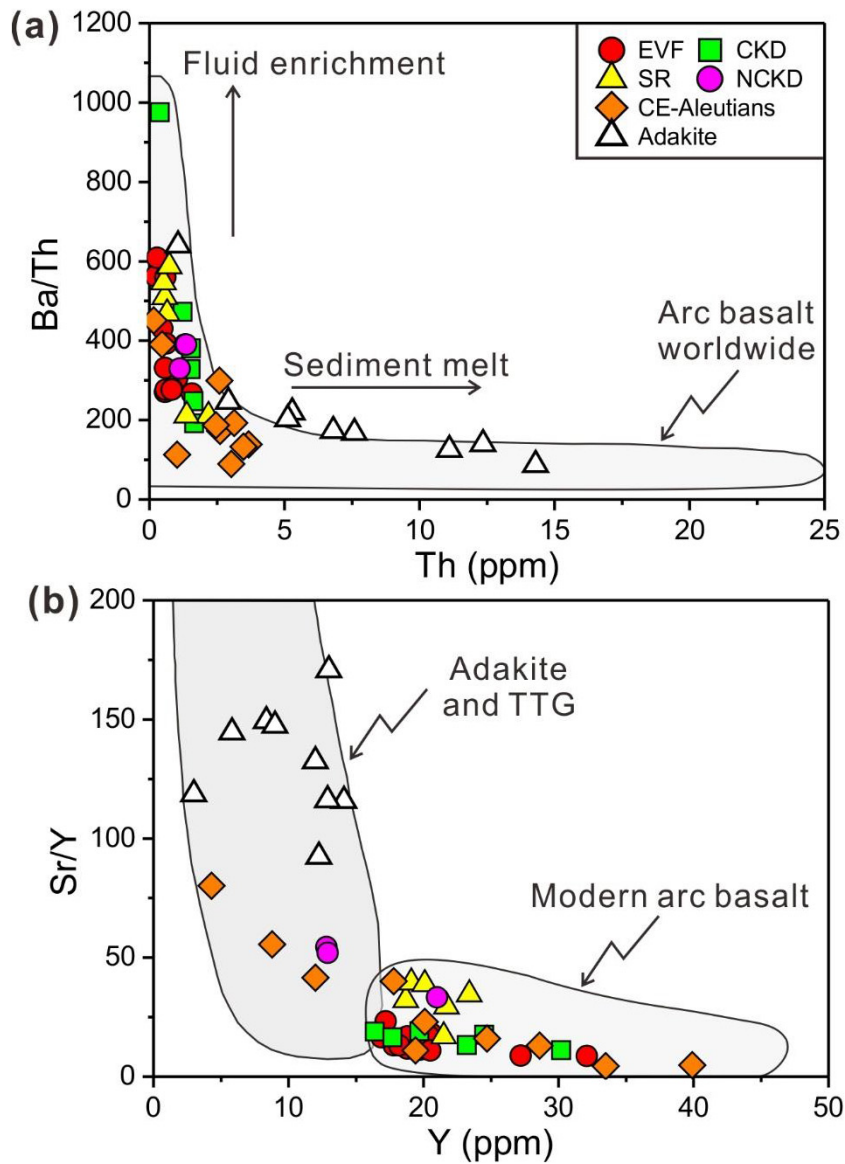 (a)
1200
1000
800
600
400
200
0
Ba/Th
Fluid enrichment
EVF
CKD
SR
NCKD
CE-Aleutians
Adakite
Sediment melt
Arc basalt
worldwide
0
5
10
15
20
25
Th (ppm)
(b)
200
150
100
50
0
Sr/Y
Adakite
and TTG
Modern arc basalt
0
10
20
30
40
50
Y (ppm)